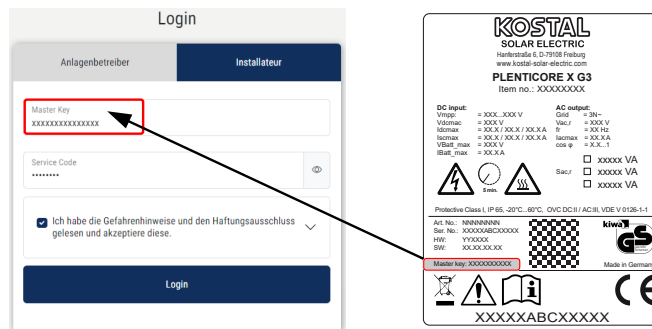 Login
Anlagenbetreiber
Installateur
Master Key
xxxxxxxxxxxxxxx
Service Code
••••••••
Ich habe die Gefahrenhinweise und den Haftungsausschluss
gelesen und akzeptiere diese.
Login
KOSTAL
SOLAR ELECTRIC
Hanferstraße 6, D-79108 Freiburg
www.kostal-solar-electric.com
PLENTICORE X G3
Item no.: XXXXXXXX
DC input:
Vmpp: = XXX...XXX V
Vdcmac = XXX V
Idcmax = XX.X / XX.X / XX.X A
Iscmax = XX.X / XX.X / XX.X A
VBatt_max = XXX V
IBatt_max = XX.X A
AC output:
Grid = 3N~
Vac,r = XXX V
fr = XX Hz
Iacmax = XX.XA
cos φ = X.X...1
Sac,r
xxxxx VA
xxxxx VA
xxxxx VA
5 min.
Protective Class I, IP 65, -20°C...60°C, OVC DC:II / AC:III, VDE V 0126-1-1
Art. No.: NNNNNNN
Ser. No.: XXXXXABCXXXXX
HW: YYXXXX
SW: XX.XX.XX.XX
Master key: XXXXXXXXXX
kiwa
GS
Made in German
i
CE
XXXXXABCXXXXX